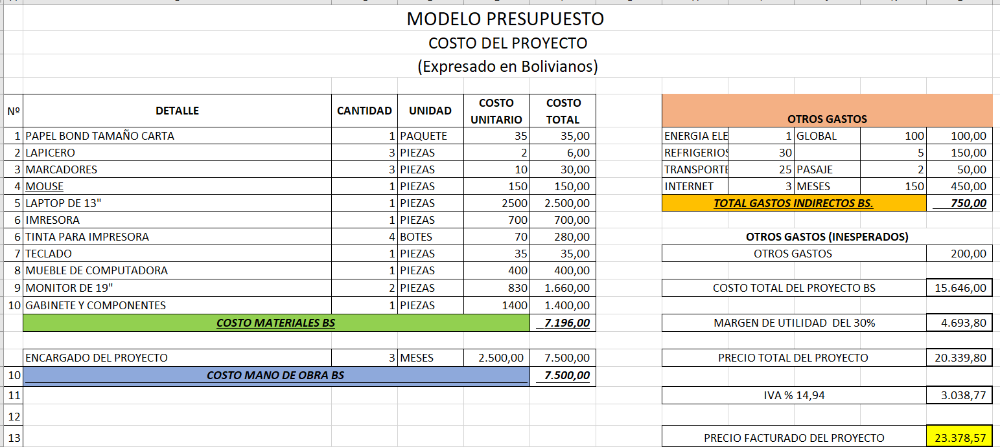 MODELO PRESUPUESTO
COSTO DEL PROYECTO
(Expresado en Bolivianos)
Nº DETALLE CANTIDAD UNIDAD COSTO UNITARIO COSTO TOTAL
1 PAPEL BOND TAMAÑO CARTA 1 PAQUETE 35 35,00
2 LAPICERO 3 PIEZAS 2 6,00
3 MARCADORES 3 PIEZAS 10 30,00
4 MOUSE 1 PIEZAS 150 150,00
5 LAPTOP DE 13" 1 PIEZAS 2500 2.500,00
6 IMRESORA 1 PIEZAS 700 700,00
6 TINTA PARA IMPRESORA 4 BOTES 70 280,00
7 TECLADO 1 PIEZAS 35 35,00
8 MUEBLE DE COMPUTADORA 1 PIEZAS 400 400,00
9 MONITOR DE 19" 2 PIEZAS 830 1.660,00
10 GABINETE Y COMPONENTES 1 PIEZAS 1400 1.400,00
COSTO MATERIALES BS 7.196,00
ENCARGADO DEL PROYECTO 3 MESES 2.500,00 7.500,00
10 COSTO MANO DE OBRA BS 7.500,00
11
12
13
OTROS GASTOS
ENERGIA ELE 1 GLOBAL 100 100,00
REFRIGERIOS 30 5 150,00
TRANSPORTE 25 PASAJE 2 50,00
INTERNET 3 MESES 150 450,00
TOTAL GASTOS INDIRECTOS BS. 750,00
OTROS GASTOS (INESPERADOS)
OTROS GASTOS 200,00
COSTO TOTAL DEL PROYECTO BS 15.646,00
MARGEN DE UTILIDAD DEL 30% 4.693,80
PRECIO TOTAL DEL PROYECTO 20.339,80
IVA % 14,94 3.038,77
PRECIO FACTURADO DEL PROYECTO 23.378,57